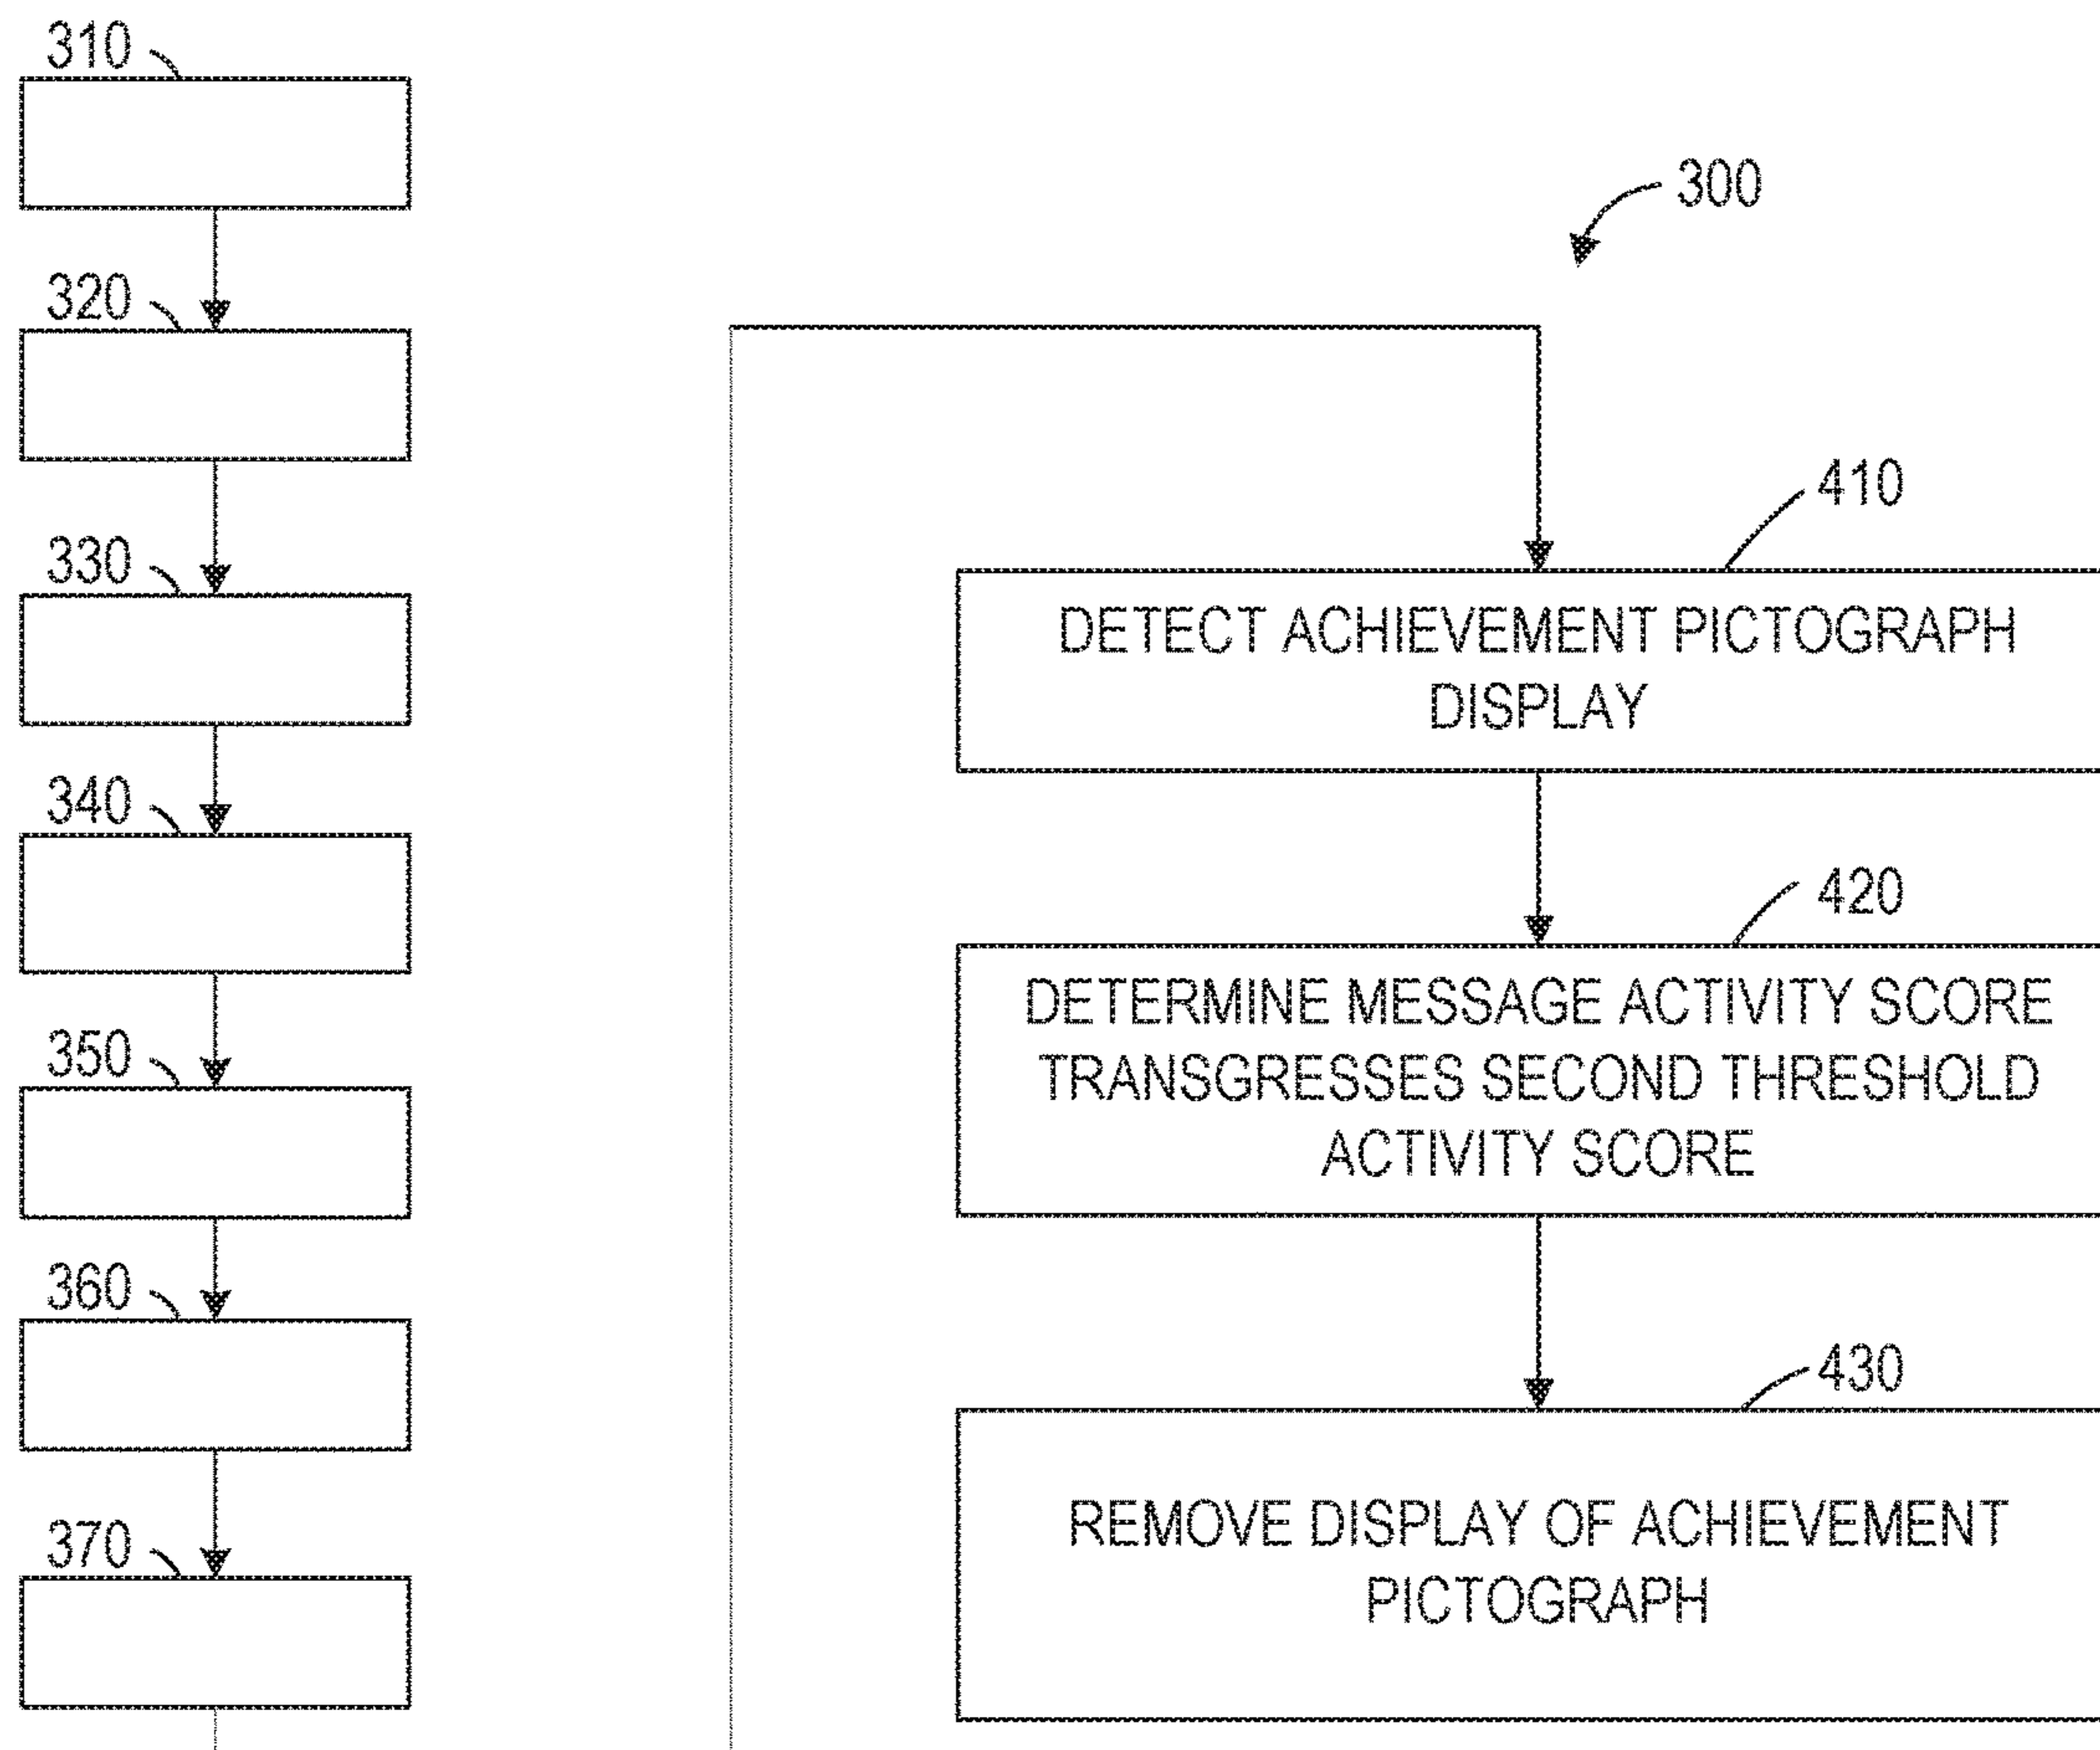 310
320
330
340
350
360
370
300
410
DETECT ACHIEVEMENT PICTOGRAPH
DISPLAY
420
DETERMINE MESSAGE ACTIVITY SCORE
TRANSGRESSES SECOND THRESHOLD
ACTIVITY SCORE
430
REMOVE DISPLAY OF ACHIEVEMENT
PICTOGRAPH